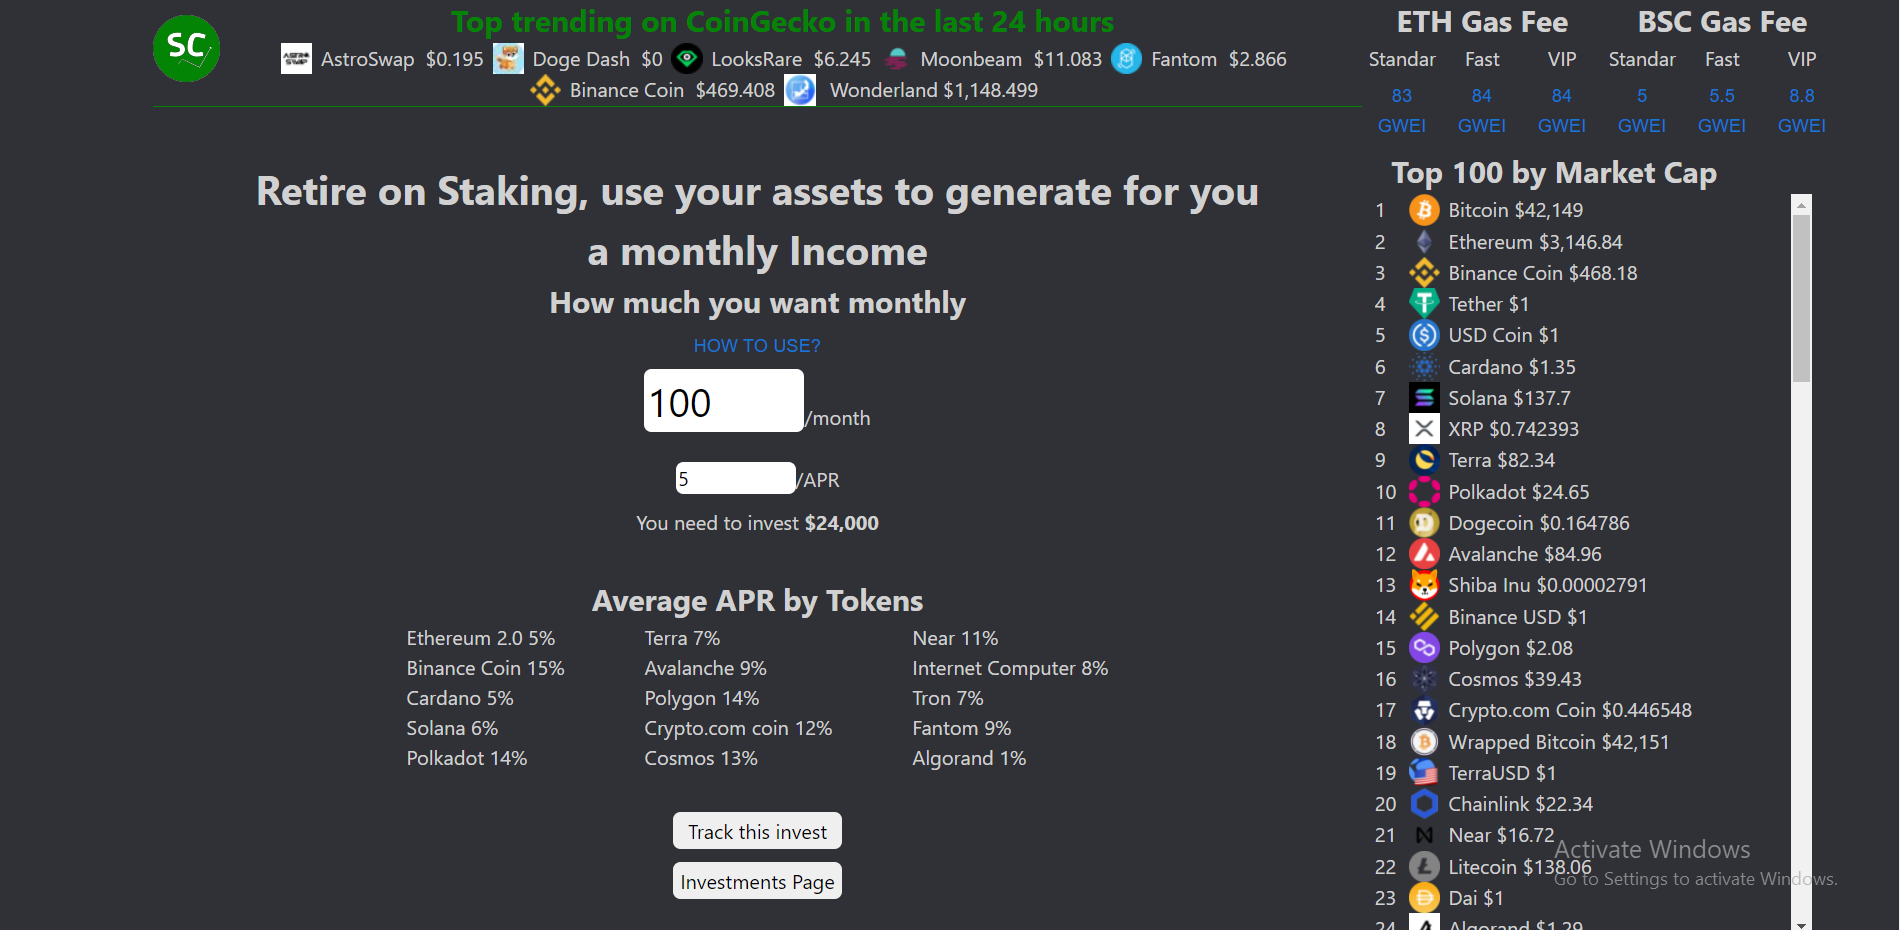 SC
Top trending on CoinGecko in the last 24 hours
AstroSwap $0.195 Doge Dash $0 LooksRare $6.245 Moonbeam $11.083 Fantom $2.866
Binance Coin $469.408 Wonderland $1,148.499
ETH Gas Fee BSC Gas Fee
Standar Fast VIP Standar Fast VIP
83 84 84 5 5.5 8.8
GWEI GWEI GWEI GWEI GWEI GWEI
Retire on Staking, use your assets to generate for you
a monthly Income
How much you want monthly
HOW TO USE?
100 /month
5 /APR
You need to invest $24,000
Average APR by Tokens
Ethereum 2.0 5% Terra 7% Near 11%
Binance Coin 15% Avalanche 9% Internet Computer 8%
Cardano 5% Polygon 14% Tron 7%
Solana 6% Crypto.com coin 12% Fantom 9%
Polkadot 14% Cosmos 13% Algorand 1%
Track this invest
Investments Page
Top 100 by Market Cap
1 Bitcoin $42,149
2 Ethereum $3,146.84
3 Binance Coin $468.18
4 Tether $1
5 USD Coin $1
6 Cardano $1.35
7 Solana $137.7
8 XRP $0.742393
9 Terra $82.34
10 Polkadot $24.65
11 Dogecoin $0.164786
12 Avalanche $84.96
13 Shiba Inu $0.00002791
14 Binance USD $1
15 Polygon $2.08
16 Cosmos $39.43
17 Crypto.com Coin $0.446548
18 Wrapped Bitcoin $42,151
19 TerraUSD $1
20 Chainlink $22.34
21 Near $16.72
22 Litecoin $138.06
23 Dai $1
24 Algorand $1.29
Activate Windows
Go to Settings to activate Windows.